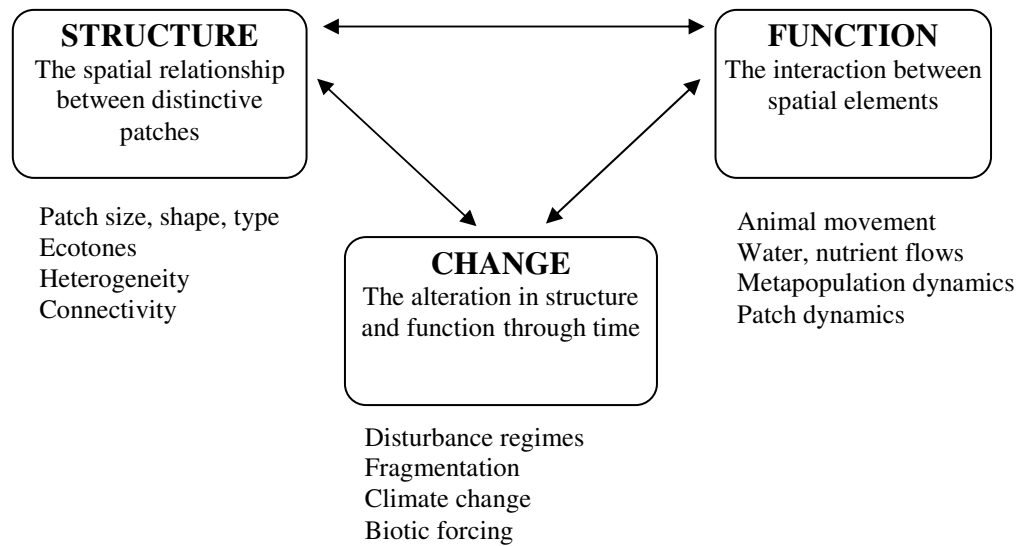 STRUCTURE
The spatial relationship
between distinctive
patches
Patch size, shape, type
Ecotones
Heterogeneity
Connectivity
FUNCTION
The interaction between
spatial elements
Animal movement
Water, nutrient flows
Metapopulation dynamics
Patch dynamics
CHANGE
The alteration in structure
and function through time
Disturbance regimes
Fragmentation
Climate change
Biotic forcing